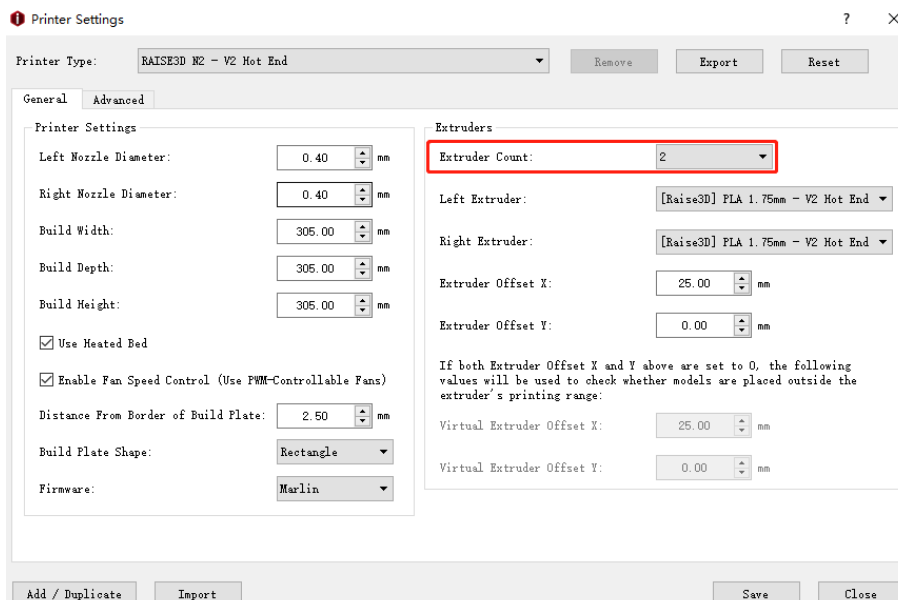 Printer Settings
?
Printer Type: RAISE3D N2 - V2 Hot End Remove Export Reset
General Advanced
Printer Settings
Left Nozzle Diameter: 0.40 mm
Right Nozzle Diameter: 0.40 mm
Build Width: 305.00 mm
Build Depth: 305.00 mm
Build Height: 305.00 mm
Use Heated Bed
Enable Fan Speed Control (Use PWM-Controllable Fans)
Distance From Border of Build Plate: 2.50 mm
Build Plate Shape: Rectangle
Firmware: Marlin
Extruders
Extruder Count: 2
Left Extruder: [Raise3D] PLA 1.75mm - V2 Hot End
Right Extruder: [Raise3D] PLA 1.75mm - V2 Hot End
Extruder Offset X: 25.00 mm
Extruder Offset Y: 0.00 mm
If both Extruder Offset X and Y above are set to 0, the following
values will be used to check whether models are placed outside the
extruder's printing range:
Virtual Extruder Offset X: 25.00 mm
Virtual Extruder Offset Y: 0.00 mm
Add / Duplicate Import Save Close